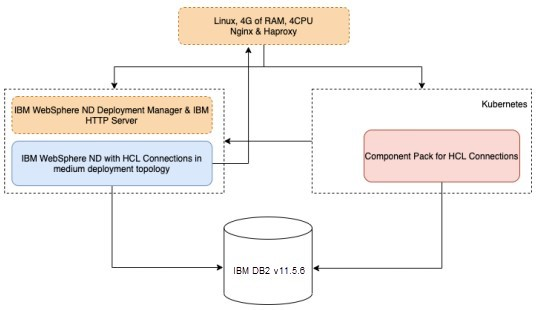 Linux, 4G of RAM, 4CPU
Nginx & Haproxy
IBM WebSphere ND Deployment Manager & IBM
HTTP Server
Kubernetes
IBM WebSphere ND with HCL Connections in
medium deployment topology
Component Pack for HCL Connections
IBM DB2 v11.5.6